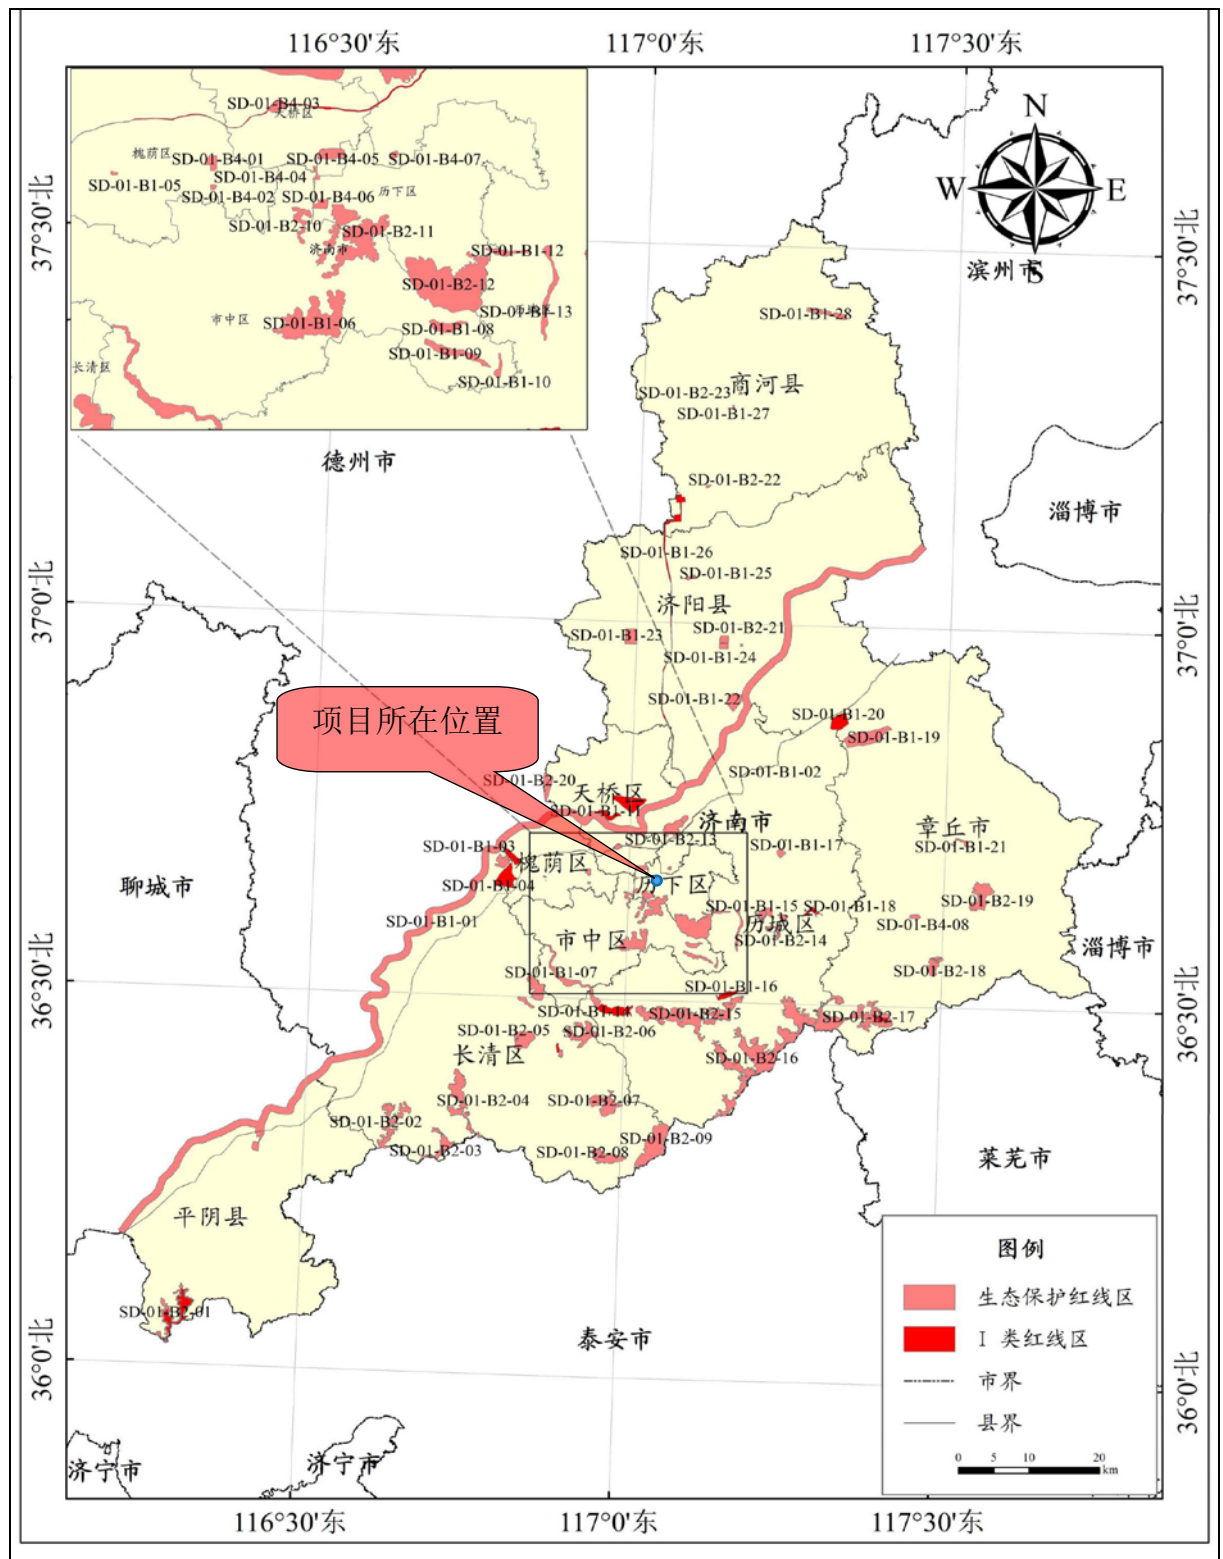 116°30'东
117°0'东
117°30'东
SD-01-B4-03
天桥区
槐荫区
SD-01-B4-01
SD-01-B4-05
SD-01-B4-07
SD-01-B1-05
SD-01-B4-04
SD-01-B4-02
SD-01-B4-06
历下区
SD-01-B2-10
SD-01-B2-11
济南市
SD-01-B1-12
SD-01-B2-12
SD-01-B1-13
市中区
SD-01-B1-06
SD-01-B1-08
SD-01-B1-09
长清区
SD-01-B1-10
N
W
E
S
37°30'北
37°30'北
滨州市
SD-01-B1-28
商河县
SD-01-B2-23
SD-01-B1-27
德州市
SD-01-B2-22
淄博市
SD-01-B1-26
SD-01-B1-25
37°0'北
37°0'北
济阳县
SD-01-B1-23
SD-01-B2-21
SD-01-B1-24
SD-01-B1-22
项目所在位置
SD-01-B1-20
SD-01-B1-19
SD-01-B2-20
SD-01-B1-02
天桥区
SD-01-B1-11
济南市
章丘市
SD-01-B1-03
SD-01-B2-13
SD-01-B1-17
SD-01-B1-21
槐荫区
聊城市
SD-01-B1-04
历下区
SD-01-B1-01
SD-01-B1-15
SD-01-B1-18
SD-01-B2-19
历城区
SD-01-B4-08
市中区
SD-01-B2-14
淄博市
SD-01-B1-07
SD-01-B2-18
SD-01-B1-16
36°30'北
36°30'北
SD-01-B1-14
SD-01-B2-15
SD-01-B2-17
SD-01-B2-05
SD-01-B2-06
长清区
SD-01-B2-16
SD-01-B2-04
SD-01-B2-07
SD-01-B2-02
SD-01-B2-03
SD-01-B2-08
SD-01-B2-09
莱芜市
平阴县
SD-01-B2-01
泰安市
36°0'北
36°0'北
图例
生态保护红线区
I 类红线区
市界
县界
0 5 10 20
km
济宁市
济宁市
116°30'东
117°0'东
117°30'东